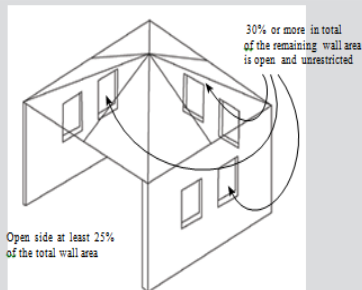 30% or more in total
of the remaining wall area
is open and unrestricted
Open side at least 25%
of the total wall area